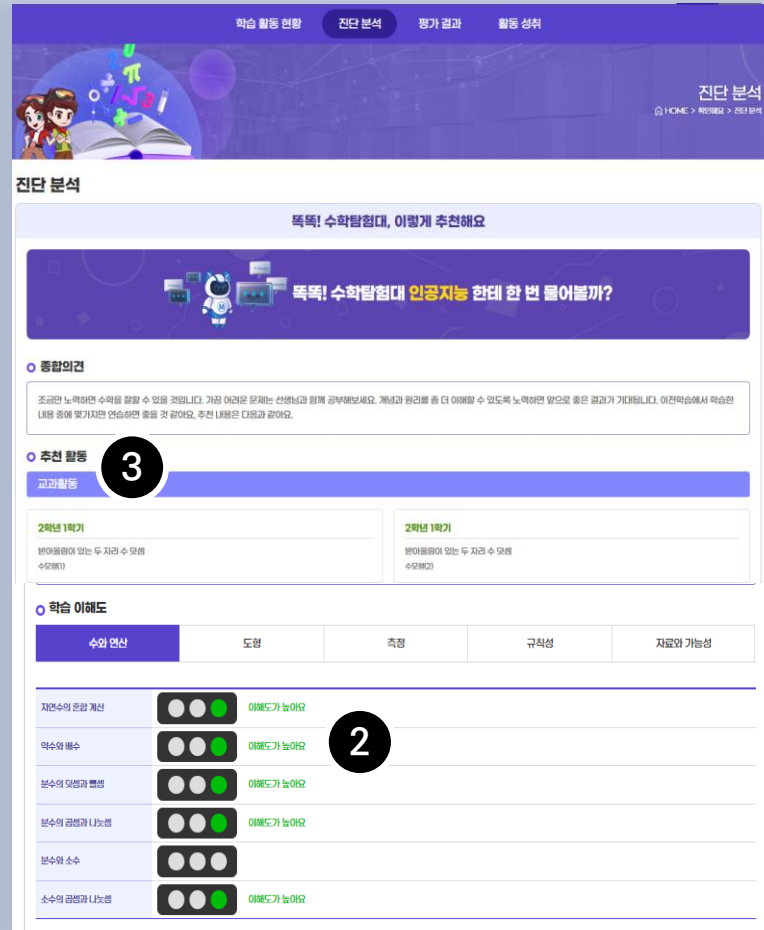 학습 활동 현황 진단 분석 평가 결과 활동 성취
진단 분석
HOME > 확인해요 > 진단 분석
진단 분석
똑똑! 수학탐험대, 이렇게 추천해요
똑똑! 수학탐험대 인공지능 한테 한 번 물어볼까?
종합의견
조금만 노력하면 수학을 잘할 수 있을 것입니다. 가끔 어려운 문제는 선생님과 함께 공부해보세요. 개념과 원리를 좀 더 이해할 수 있도록 노력하면 앞으로 좋은 결과가 기대됩니다. 이전학습에서 학습한
내용 중에 몇가지만 연습하면 좋을 것 같아요, 추천 내용은 다음과 같아요.
추천 활동
3
교과활동
2학년 1학기 2학년 1학기
받아올림이 있는 두 자리 수 덧셈 받아올림이 있는 두 자리 수 덧셈
수모형(1) 수모형(2)
학습 이해도
수와 연산 도형 측정 규칙성 자료와 가능성
자연수의 혼합 계산 이해도가 높아요
약수와 배수 이해도가 높아요
2
분수의 덧셈과 뺄셈 이해도가 높아요
분수의 곱셈과 나눗셈 이해도가 높아요
분수와 소수
소수의 곱셈과 나눗셈 이해도가 높아요